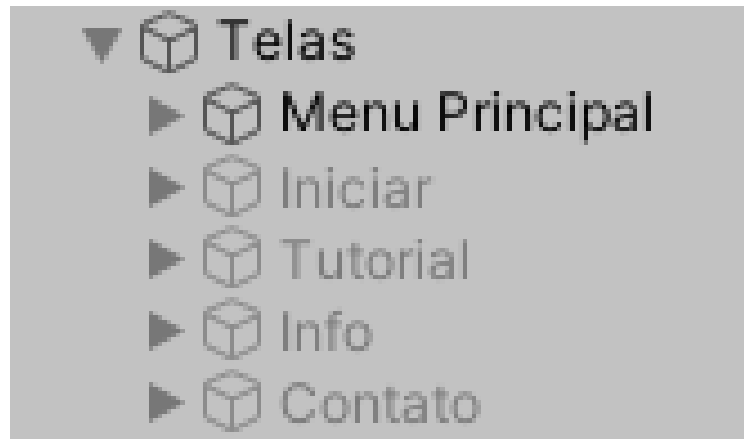 Telas
Menu Principal
Iniciar
Tutorial
Info
Contato